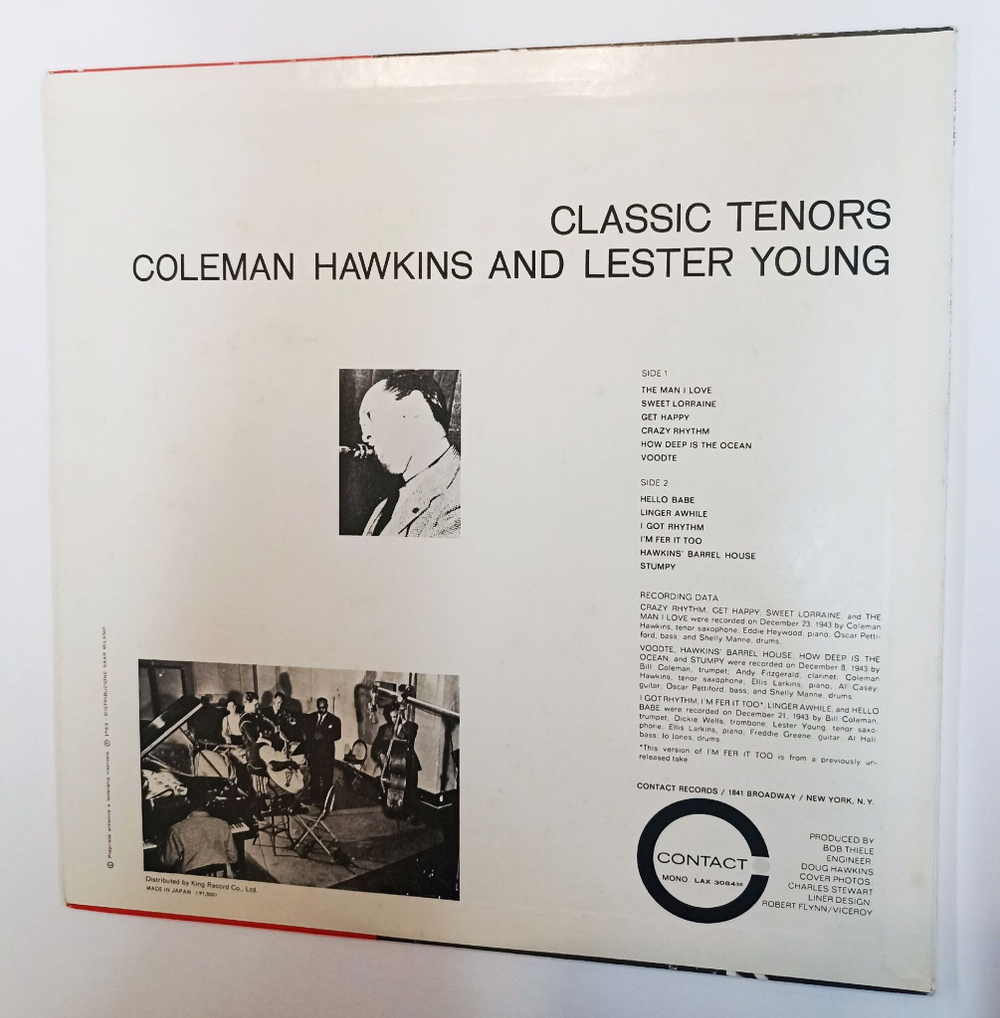 CLASSIC TENORS
COLEMAN HAWKINS AND LESTER YOUNG
SIDE 1
THE MAN I LOVE
SWEET LORRAINE
GET HAPPY
CRAZY RHYTHM
HOW DEEP IS THE OCEAN
VOODTE
SIDE 2
HELLO BABE
LINGER AWHILE
I GOT RHYTHM
I'M FER IT TOO
HAWKINS' BARREL HOUSE
STUMPY
RECORDING DATA
CRAZY RHYTHM, GET HAPPY, SWEET LORRAINE, and THE
MAN I LOVE were recorded on December 23, 1943 by Coleman
Hawkins, tenor saxophone, Eddie Haywood, piano, Oscar Petti-
ford, bass, and Shelly Manne, drums.
VOODTE, HAWKINS' BARREL HOUSE, HOW DEEP IS THE
OCEAN, and STUMPY were recorded on December 8, 1943 by
Bill Coleman, trumpet, Andy Fitzgerald, clarinet, Coleman
Hawkins, tenor saxophone, Ellis Larkins, piano, Al Casey,
guitar, Oscar Pettiford, bass, and Shelly Manne, drums.
I GOT RHYTHM, I'M FER IT TOO*, LINGER AWHILE, and HELLO
BABE were recorded on December 21, 1943 by Bill Coleman,
trumpet, Dickie Wells, trombone, Lester Young, tenor saxo-
phone, Ellis Larkins, piano, Freddie Greene, guitar, Al Hall,
bass, Jo Jones, drums.
*This version of I'M FER IT TOO is from a previously un-
released take
CONTACT RECORDS / 1841 BROADWAY / NEW YORK, N.Y.
CONTACT
MONO LAX 3084M
PRODUCED BY
BOB THIELE
ENGINEER:
DOUG HAWKINS
COVER PHOTOS:
CHARLES STEWART
LINER DESIGN:
ROBERT FLYNN/VICEROY
Distributed by King Record Co., Ltd.
MADE IN JAPAN (¥1,500)
DISTRIBUZIONE SAAR MILANO